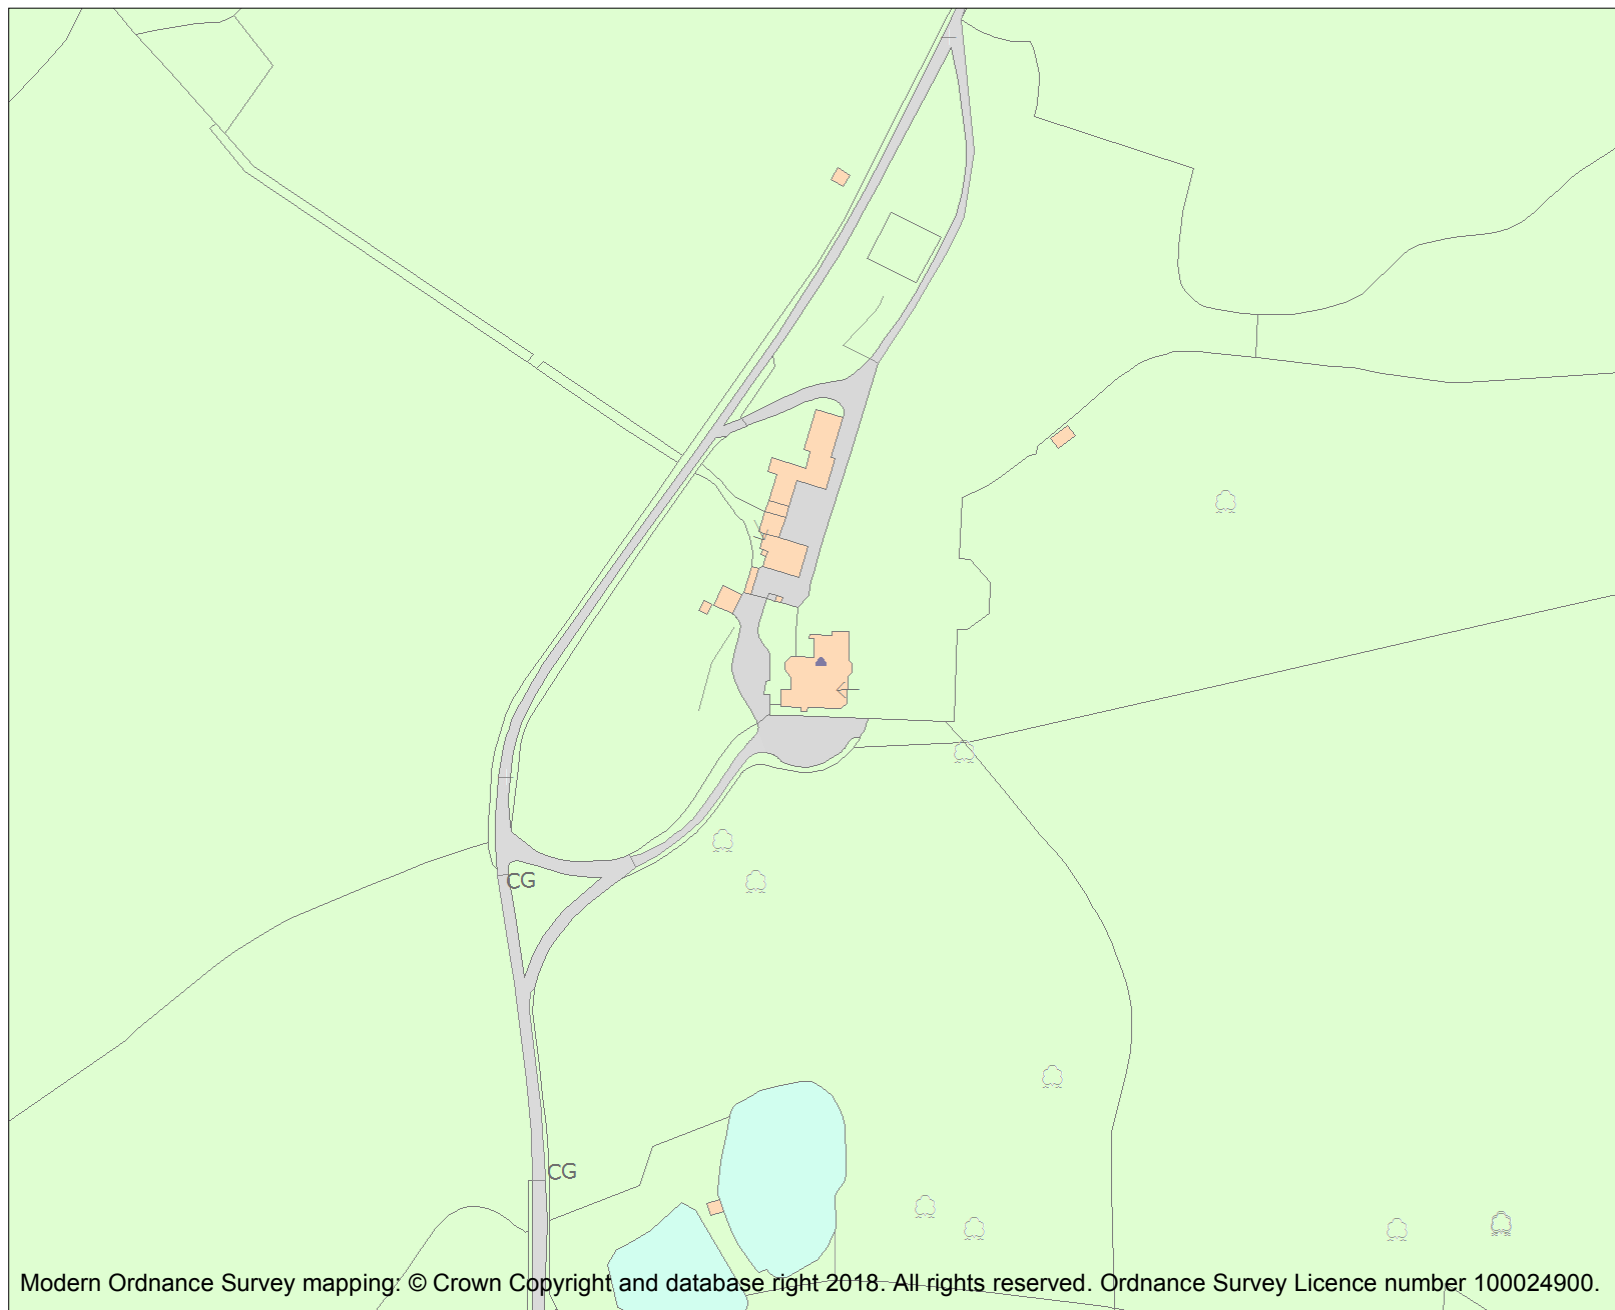 CG
CG
Modern Ordnance Survey mapping: © Crown Copyright and database right 2018. All rights reserved. Ordnance Survey Licence number 100024900.